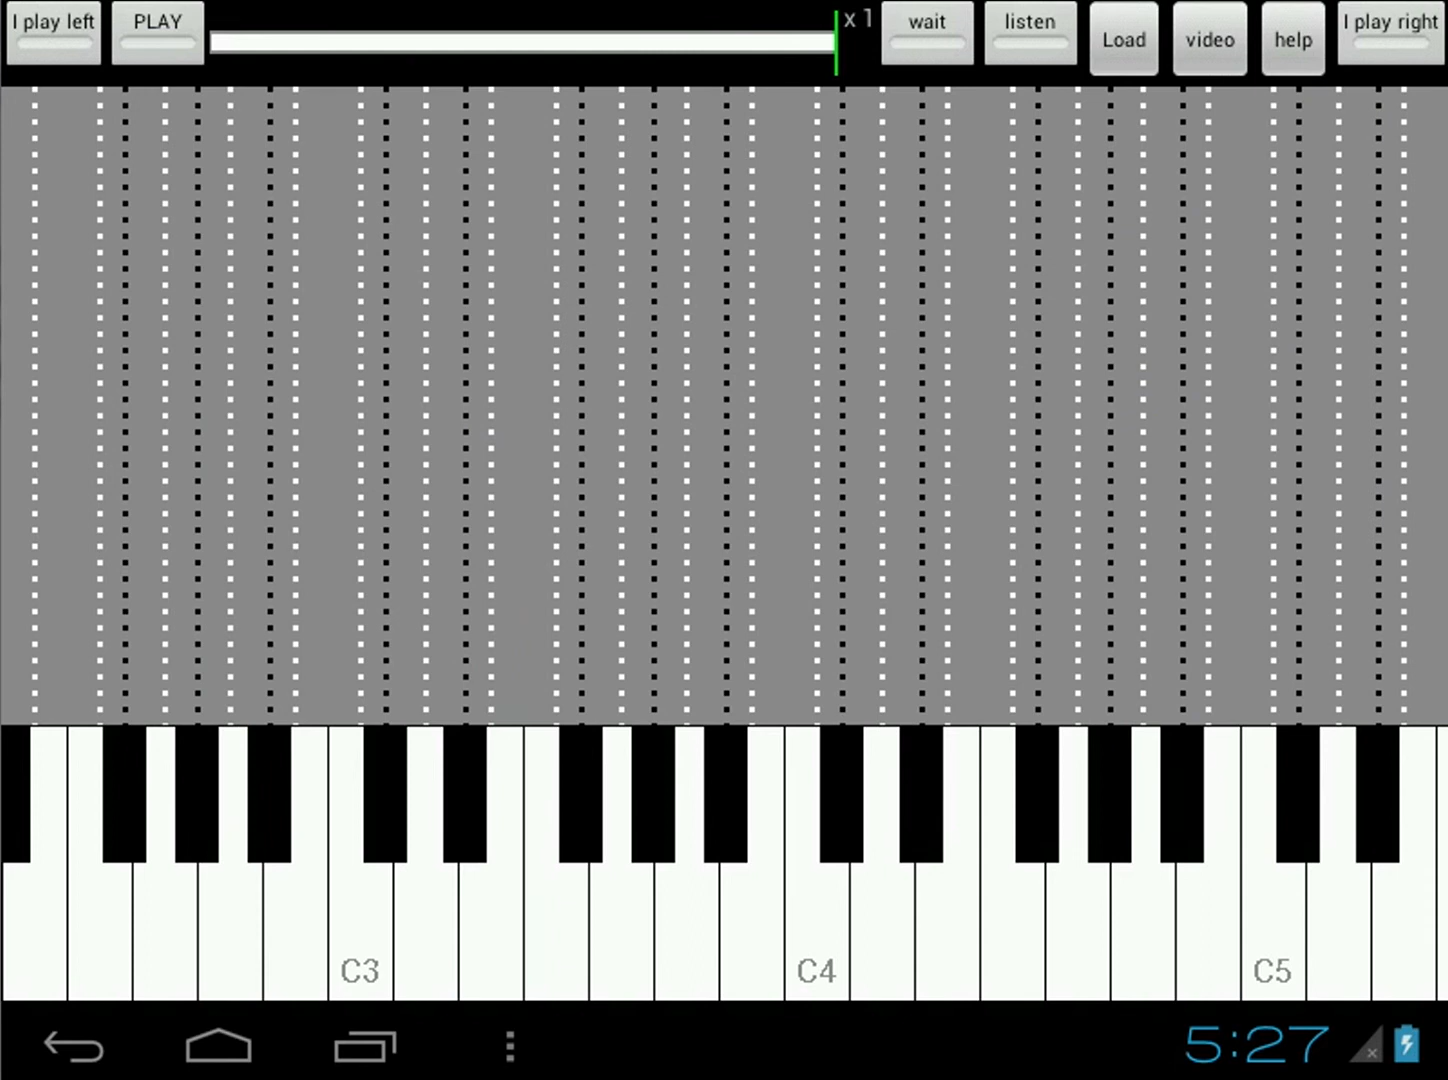 I play left
PLAY
x 1
wait
listen
Load
video
help
I play right
C3
C4
C5
5:27